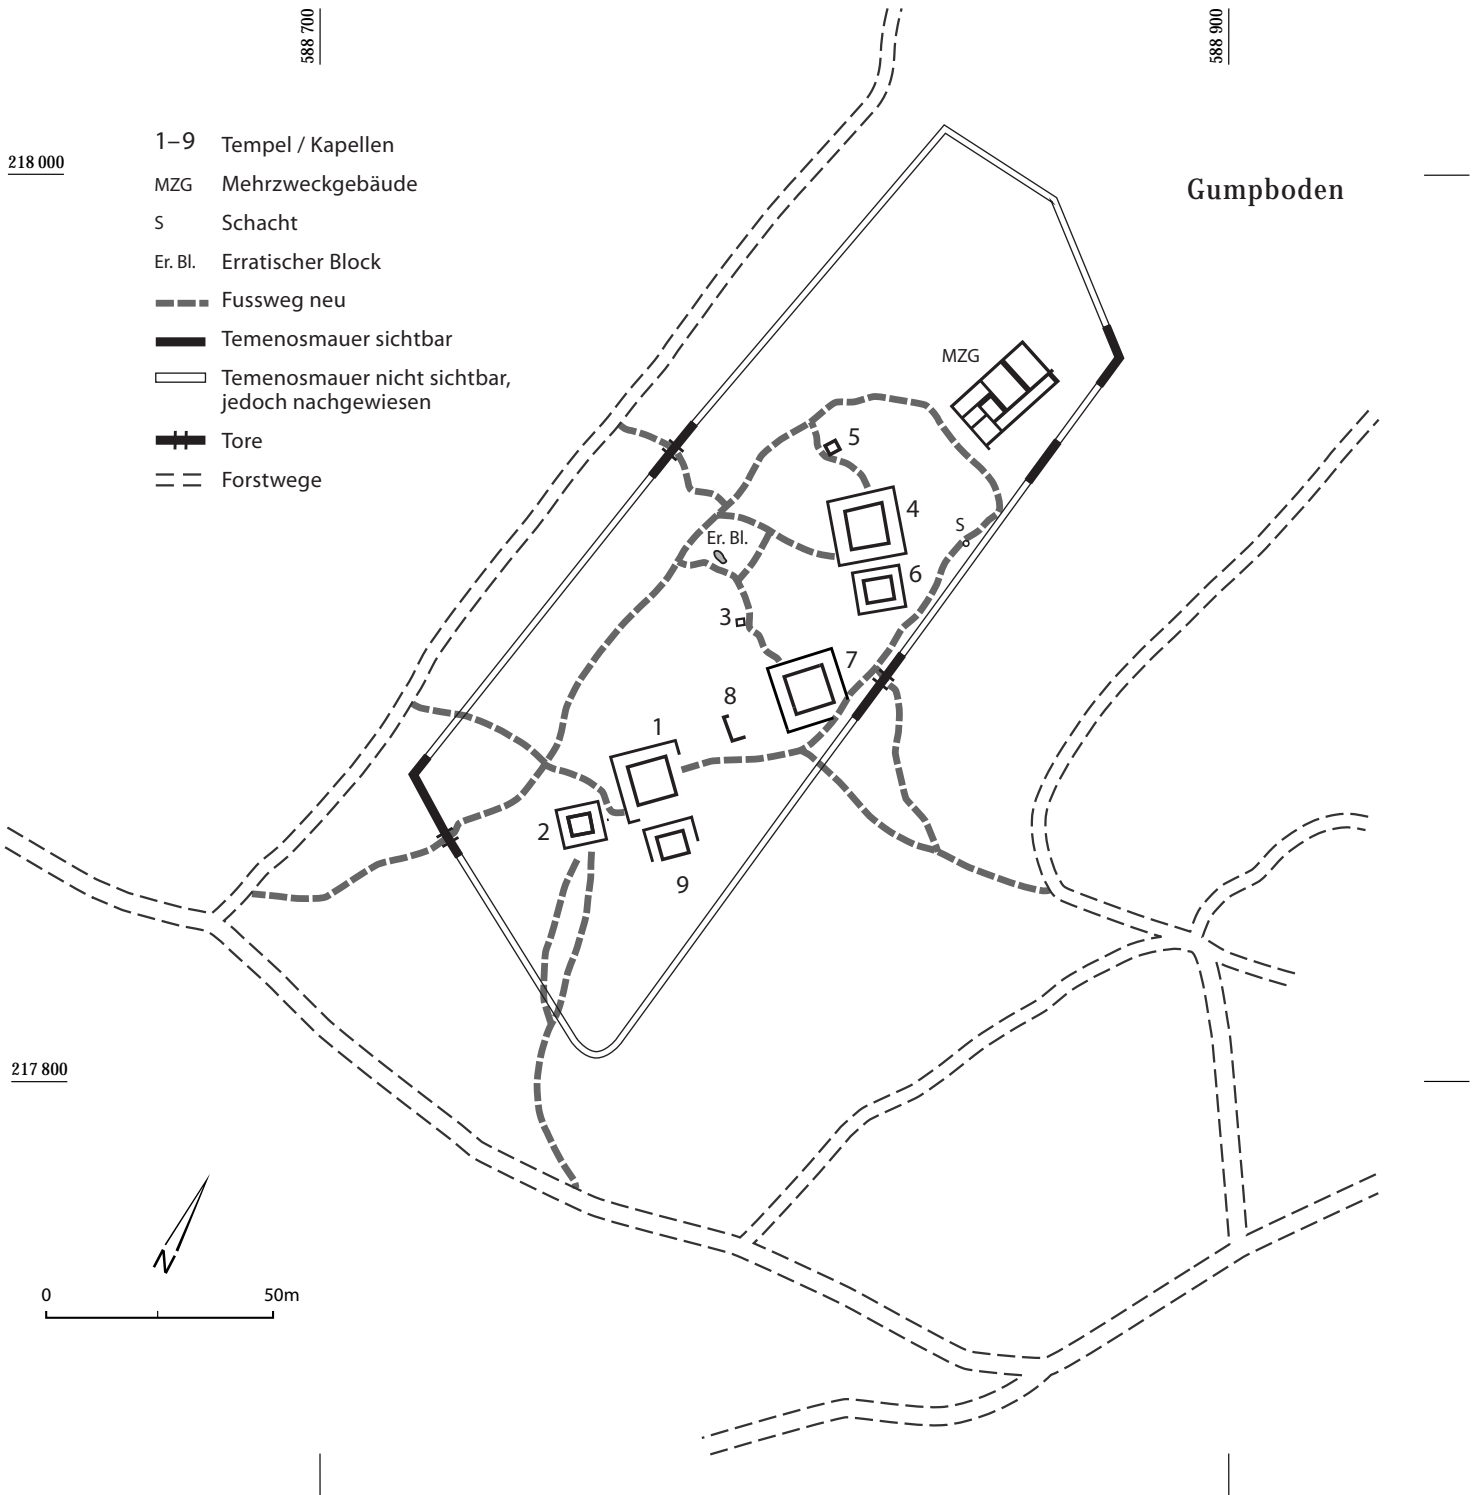 588 700
588 900
218 000
1–9 Tempel / Kapellen
MZG Mehrzweckgebäude
S Schacht
Er. Bl. Erratischer Block
Fussweg neu
Temenosmauer sichtbar
Temenosmauer nicht sichtbar,
jedoch nachgewiesen
Tore
Forstwege
Gumpboden
MZG
5
4
S
Er. Bl.
6
3
7
8
1
2
9
217 800
N
0 50m